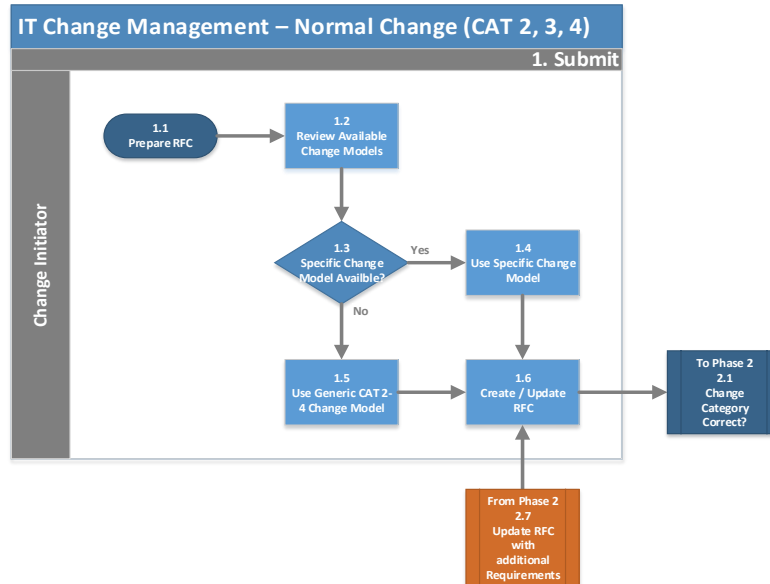 IT Change Management – Normal Change (CAT 2, 3, 4)
1. Submit
Change Initiator
1.1
Prepare RFC
1.2
Review Available
Change Models
1.3
Specific Change
Model Availble?
Yes
No
1.4
Use Specific Change
Model
1.5
Use Generic CAT 2-
4 Change Model
1.6
Create / Update
RFC
To Phase 2
2.1
Change
Category
Correct?
From Phase 2
2.7
Update RFC
with
additional
Requirements